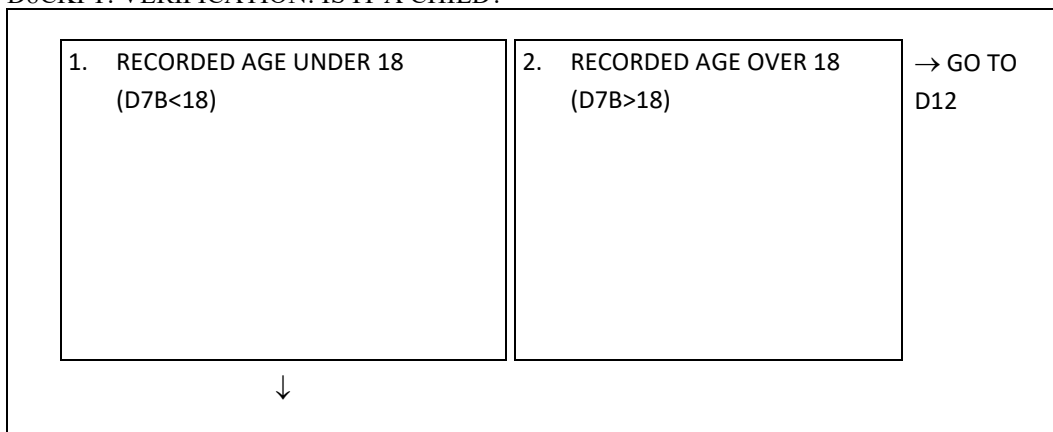 D8CKPT. VERIFICATION. IS IT A CHILD?
1. RECORDED AGE UNDER 18
(D7B<18)
2. RECORDED AGE OVER 18
(D7B>18)
→ GO TO
D12
↓